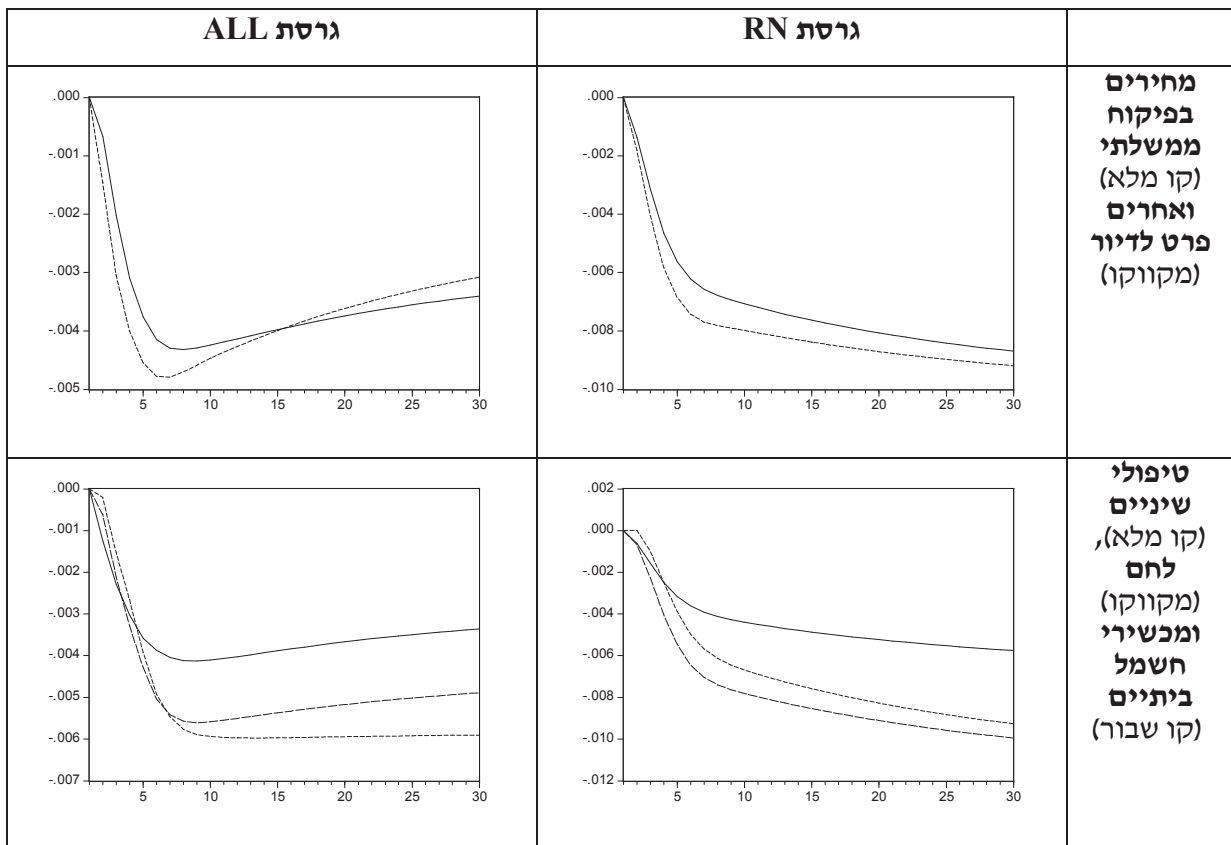 גרסת RN
גרסת ALL
מחירים
בפיקוח
ממשלתי
(קו מלא)
ואחרים
פרט לדיור
(מקווקו)
.000
-.002
-.004
-.006
-.008
-.010
5 10 15 20 25 30
.000
-.001
-.002
-.003
-.004
-.005
5 10 15 20 25 30
טיפולי
שיניים
(קו מלא),
לחם
(מקווקו)
ומכשירי
חשמל
ביתיים
(קו שבור)
.002
.000
-.002
-.004
-.006
-.008
-.010
-.012
5 10 15 20 25 30
.000
-.001
-.002
-.003
-.004
-.005
-.006
-.007
5 10 15 20 25 30